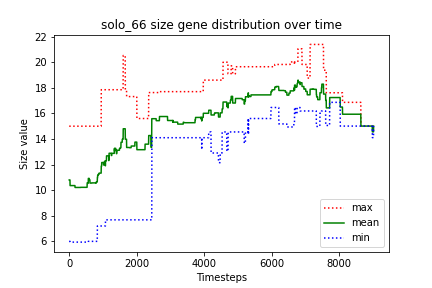 solo_66 size gene distribution over time
Size value
22
20
18
16
14
12
10
8
6
0
2000
4000
6000
8000
Timesteps
max
mean
min